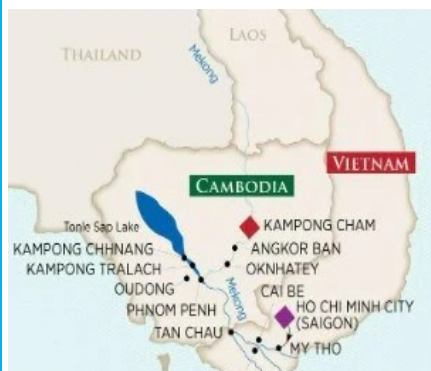 THAILAND
LAOS
Mekong
VIETNAM
CAMBODIA
Tonle Sap Lake
KAMPONG CHAM
KAMPONG CHHNANG
ANGKOR BAN
KAMPONG TRALACH
OKNHATEY
OUDONG
Mekong
CAI BE
PHNOM PENH
HO CHI MINH CITY
(SAIGON)
TAN CHAU
MY THO